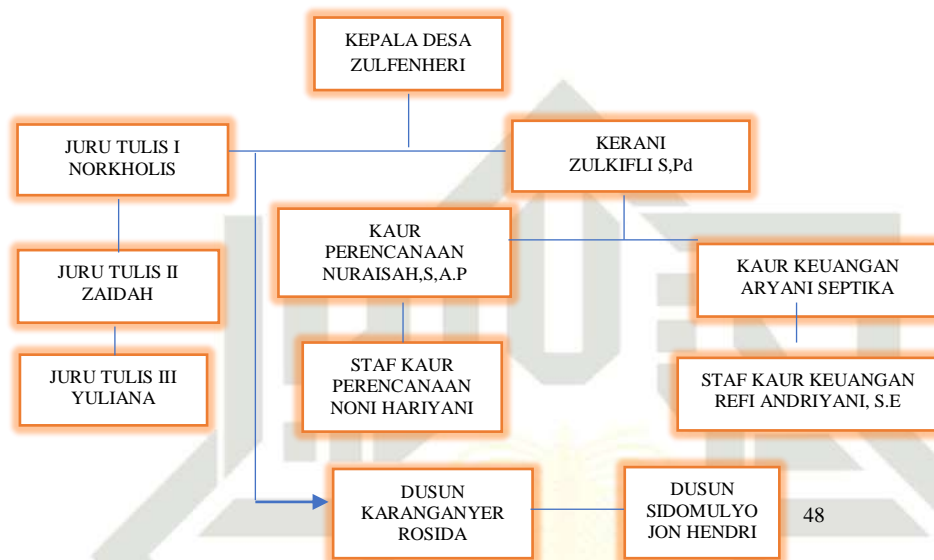 KEPALA DESA
ZULFENHERI
JURU TULIS I
NORKHOLIS
KERANI
ZULKIFLI S,Pd
KAUR
PERENCANAAN
NURAISAH,S,A.P
JURU TULIS II
ZAIDAH
KAUR KEUANGAN
ARYANI SEPTIKA
JURU TULIS III
YULIANA
STAF KAUR
PERENCANAAN
NONI HARIYANI
STAF KAUR KEUANGAN
REFI ANDRIYANI, S.E
DUSUN
KARANGANYER
ROSIDA
DUSUN
SIDOMULYO
JON HENDRI
48